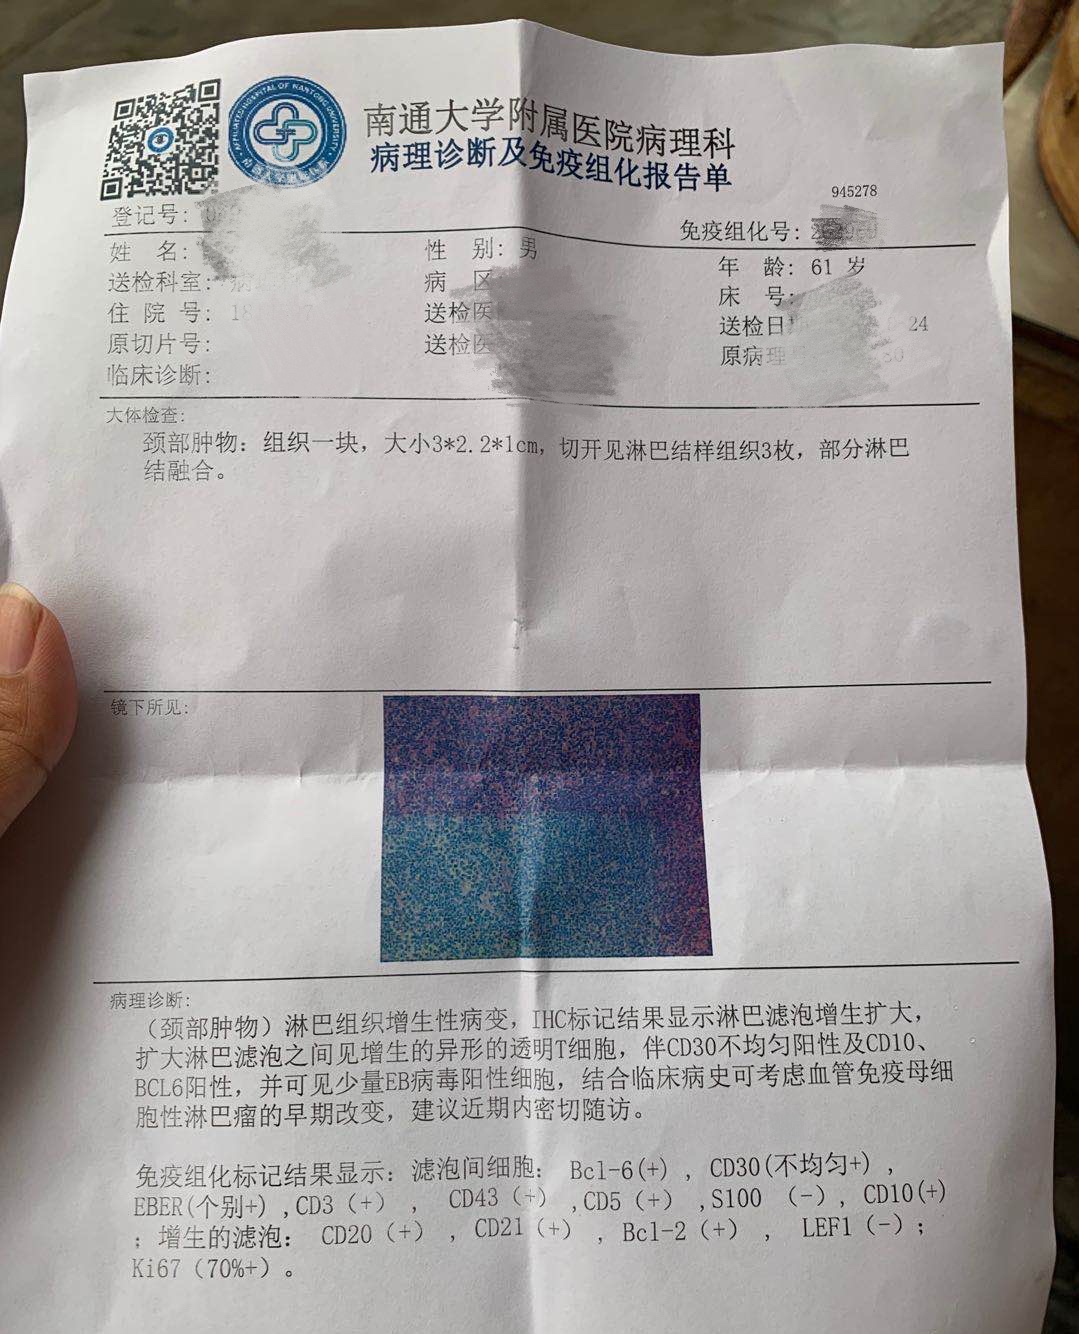 AFFILIATED HOSPITAL OF NANTONG UNIVERSITY
南通大学附属医院病理科
病理诊断及免疫组化报告单
945278
登记号:
免疫组化号:
姓 名:
性 别: 男
年 龄: 61 岁
送检科室:
病 区
床 号:
住 院 号: 1
送检医
送检日 24
原切片号:
送检医
原病理
临床诊断:
大体检查:
颈部肿物: 组织一块, 大小3*2.2*1cm, 切开见淋巴结样组织3枚, 部分淋巴
结融合。
镜下所见:
病理诊断:
(颈部肿物)淋巴组织增生性病变, IHC标记结果显示淋巴滤泡增生扩大,
扩大淋巴滤泡之间见增生的异形的透明T细胞, 伴CD30不均匀阳性及CD10、
BCL6阳性, 并可见少量EB病毒阳性细胞, 结合临床病史可考虑血管免疫母细
胞性淋巴瘤的早期改变, 建议近期内密切随访。
免疫组化标记结果显示: 滤泡间细胞: Bcl-6(+) , CD30(不均匀+) ,
EBER(个别+) ,CD3 (+) , CD43 (+) ,CD5 (+) ,S100 (-) , CD10(+)
; 增生的滤泡: CD20 (+) , CD21 (+) , Bcl-2 (+) , LEF1 (-) ;
Ki67 (70%+) 。